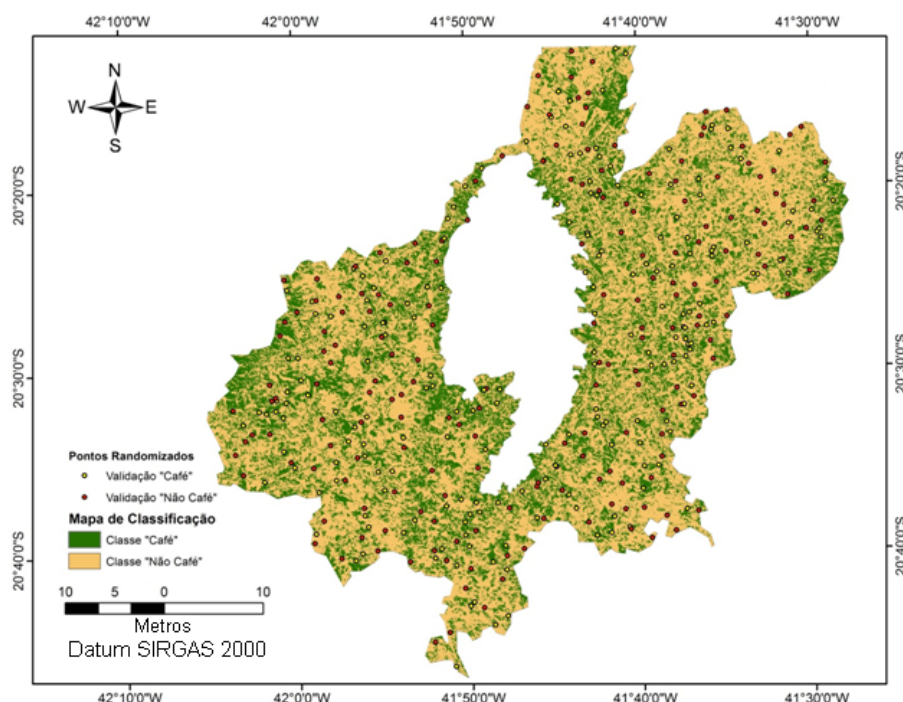 42°10'0"W 42°0'0"W 41°50'0"W 41°40'0"W 41°30'0"W
N
W E
S
20°20'0"S 20°20'0"S
20°30'0"S 20°30'0"S
20°40'0"S 20°40'0"S
Pontos Randomizados
Validação "Café"
Validação "Não Café"
Mapa de Classificação
Classe "Café"
Classe "Não Café"
10 5 0 10
Metros
Datum SIRGAS 2000
42°10'0"W 42°0'0"W 41°50'0"W 41°40'0"W 41°30'0"W